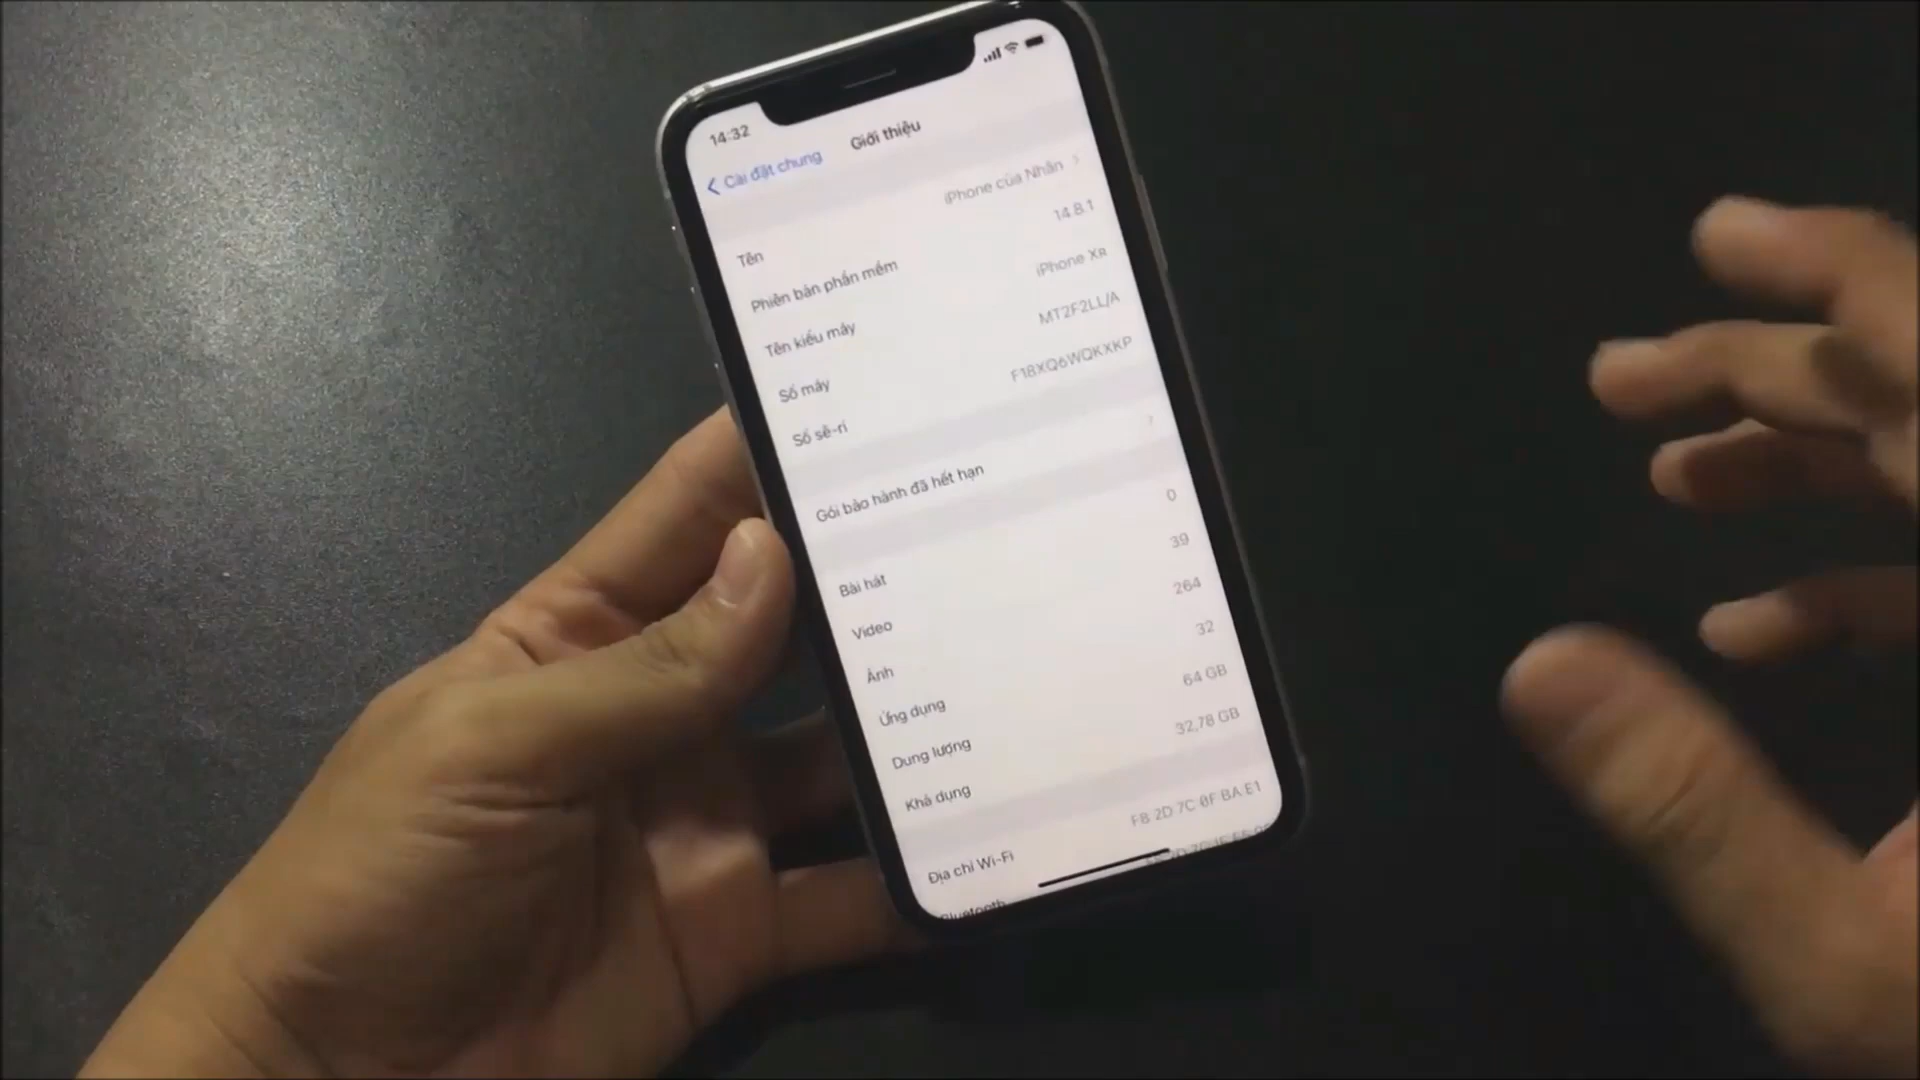 14:32
Cài đặt chung
Giới thiệu
Tên
iPhone của Nhân
Phiên bản phần mềm
14.8.1
Tên kiểu máy
iPhone XR
Số máy
MT2F2LL/A
Số sê-ri
F18XQ6WQKXKP
Gói bảo hành đã hết hạn
Bài hát
0
Video
39
Ảnh
264
Ứng dụng
32
Dung lượng
64 GB
Khả dụng
32,78 GB
Địa chỉ Wi-Fi
F8 2D 7C 0F BA E1
Bluetooth